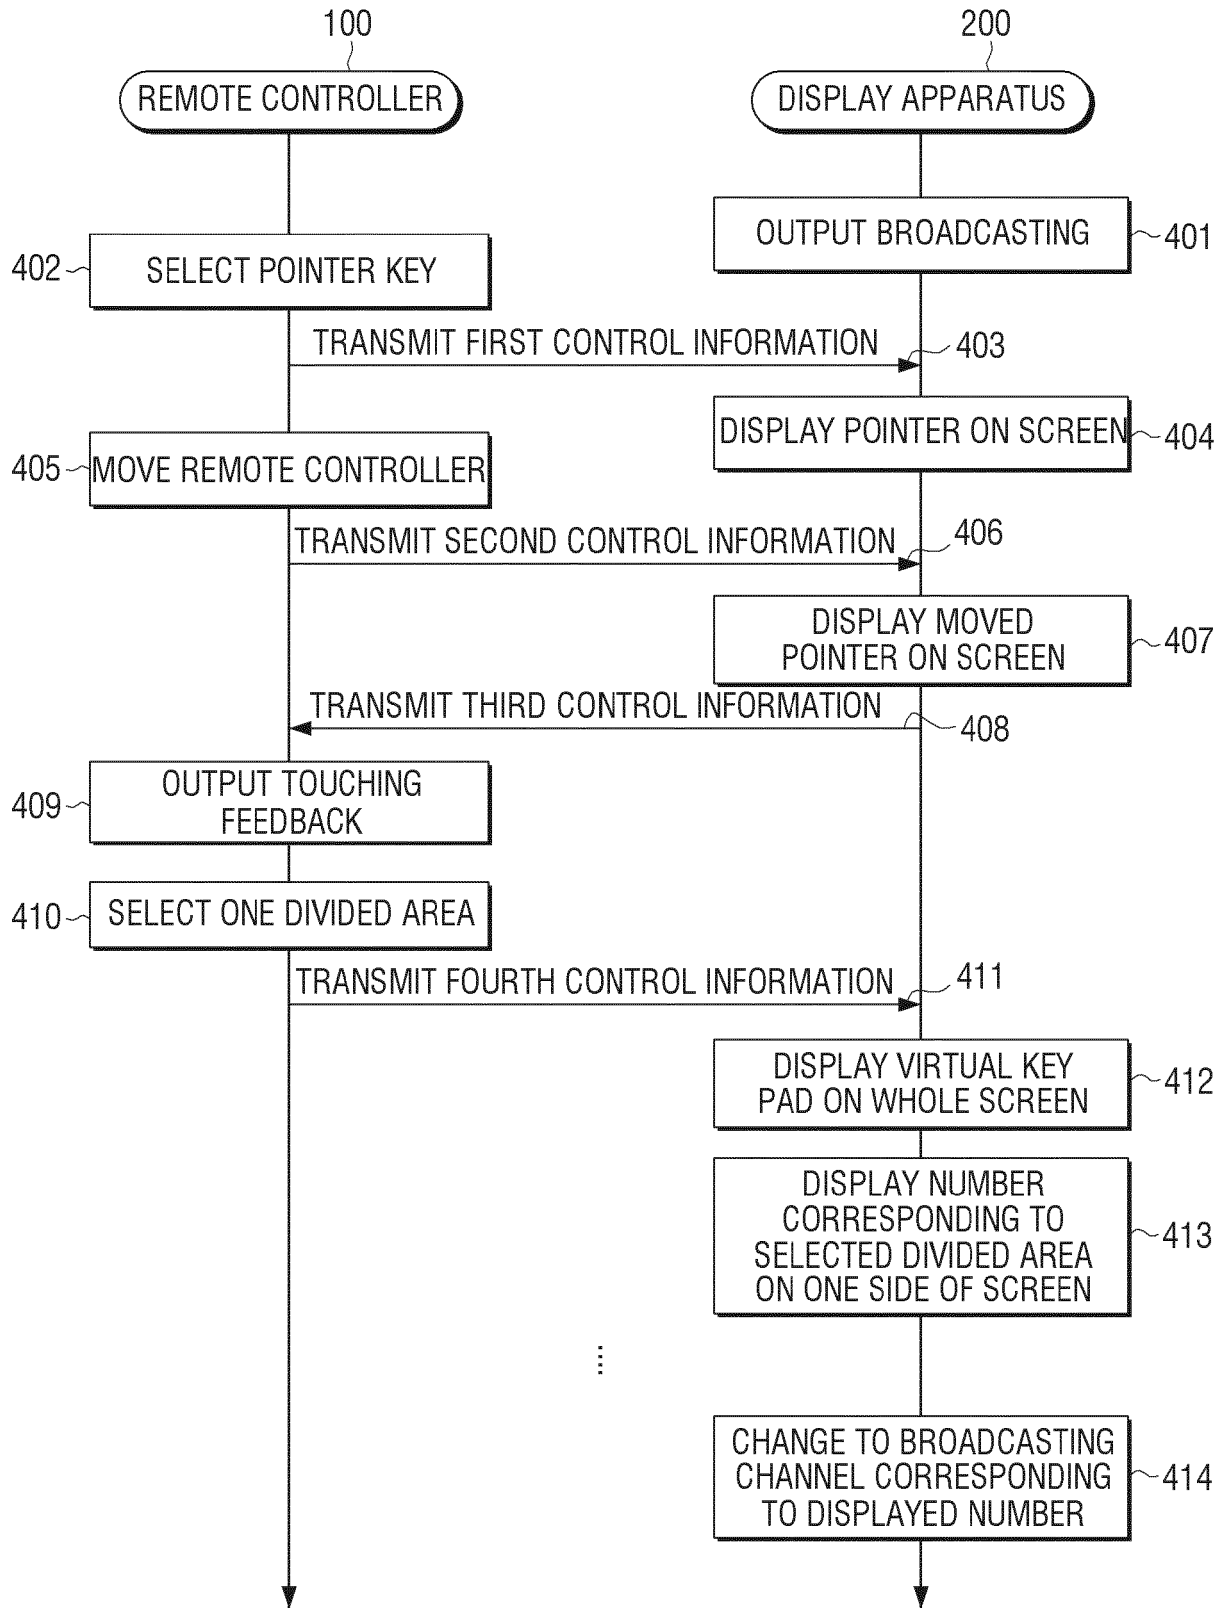 100
200
REMOTE CONTROLLER
DISPLAY APPARATUS
OUTPUT BROADCASTING
401
402
SELECT POINTER KEY
TRANSMIT FIRST CONTROL INFORMATION
403
DISPLAY POINTER ON SCREEN
404
405
MOVE REMOTE CONTROLLER
TRANSMIT SECOND CONTROL INFORMATION
406
DISPLAY MOVED
POINTER ON SCREEN
407
TRANSMIT THIRD CONTROL INFORMATION
408
409
OUTPUT TOUCHING
FEEDBACK
410
SELECT ONE DIVIDED AREA
TRANSMIT FOURTH CONTROL INFORMATION
411
DISPLAY VIRTUAL KEY
PAD ON WHOLE SCREEN
412
DISPLAY NUMBER
CORRESPONDING TO
SELECTED DIVIDED AREA
ON ONE SIDE OF SCREEN
413
CHANGE TO BROADCASTING
CHANNEL CORRESPONDING
TO DISPLAYED NUMBER
414